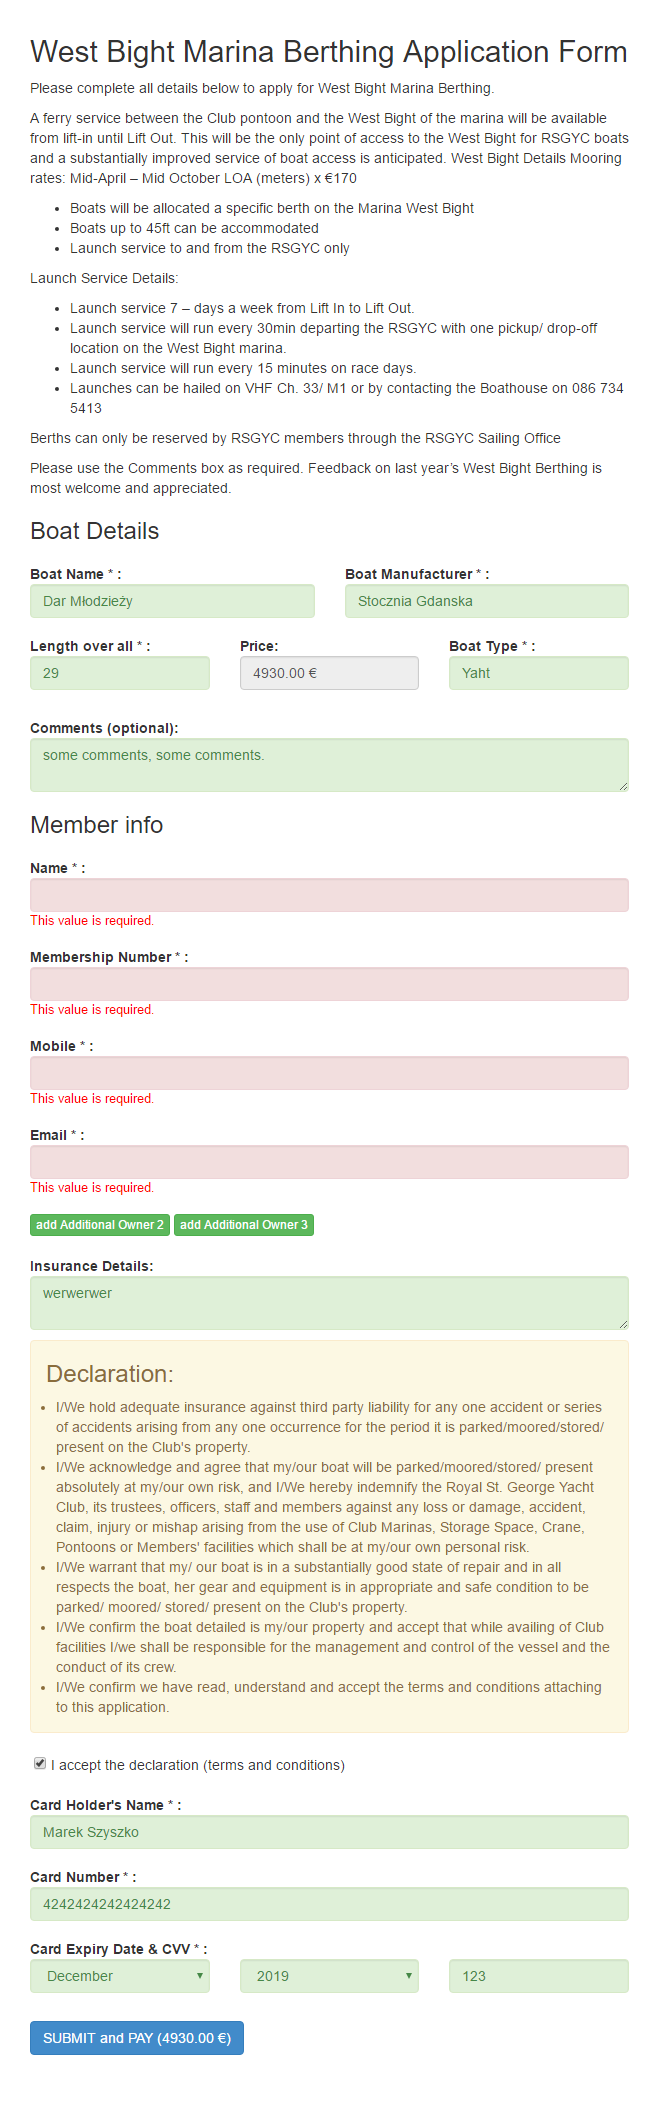 West Bight Marina Berthing Application Form
Please complete all details below to apply for West Bight Marina Berthing.
A ferry service between the Club pontoon and the West Bight of the marina will be available
from lift-in until Lift Out. This will be the only point of access to the West Bight for RSGYC boats
and a substantially improved service of boat access is anticipated. West Bight Details Mooring
rates: Mid-April – Mid October LOA (meters) x €170
• Boats will be allocated a specific berth on the Marina West Bight
• Boats up to 45ft can be accommodated
• Launch service to and from the RSGYC only
Launch Service Details:
• Launch service 7 – days a week from Lift In to Lift Out.
• Launch service will run every 30min departing the RSGYC with one pickup/ drop-off
location on the West Bight marina.
• Launch service will run every 15 minutes on race days.
• Launches can be hailed on VHF Ch. 33/ M1 or by contacting the Boathouse on 086 734
5413
Berths can only be reserved by RSGYC members through the RSGYC Sailing Office
Please use the Comments box as required. Feedback on last year’s West Bight Berthing is
most welcome and appreciated.
Boat Details
Boat Name * : Boat Manufacturer * :
Dar Młodzieży Stocznia Gdanska
Length over all * : Price: Boat Type * :
29 4930.00 € Yaht
Comments (optional):
some comments, some comments.
Member info
Name * :
This value is required.
Membership Number * :
This value is required.
Mobile * :
This value is required.
Email * :
This value is required.
add Additional Owner 2 add Additional Owner 3
Insurance Details:
werwerwer
Declaration:
• I/We hold adequate insurance against third party liability for any one accident or series
of accidents arising from any one occurrence for the period it is parked/moored/stored/
present on the Club's property.
• I/We acknowledge and agree that my/our boat will be parked/moored/stored/ present
absolutely at my/our own risk, and I/We hereby indemnify the Royal St. George Yacht
Club, its trustees, officers, staff and members against any loss or damage, accident,
claim, injury or mishap arising from the use of Club Marinas, Storage Space, Crane,
Pontoons or Members' facilities which shall be at my/our own personal risk.
• I/We warrant that my/ our boat is in a substantially good state of repair and in all
respects the boat, her gear and equipment is in appropriate and safe condition to be
parked/ moored/ stored/ present on the Club's property.
• I/We confirm the boat detailed is my/our property and accept that while availing of Club
facilities I/we shall be responsible for the management and control of the vessel and the
conduct of its crew.
• I/We confirm we have read, understand and accept the terms and conditions attaching
to this application.
I accept the declaration (terms and conditions)
Card Holder's Name * :
Marek Szyszko
Card Number * :
4242424242424242
Card Expiry Date & CVV * :
December 2019 123
SUBMIT and PAY (4930.00 €)